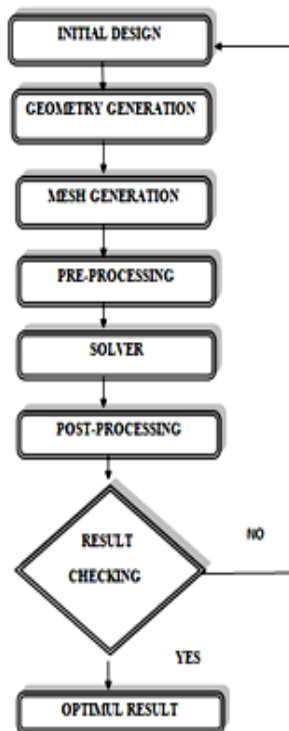 INITIAL DESIGN
GEOMETRY GENERATION
MESH GENERATION
PRE-PROCESSING
SOLVER
POST-PROCESSING
RESULT
CHECKING
NO
YES
OPTIMUL RESULT